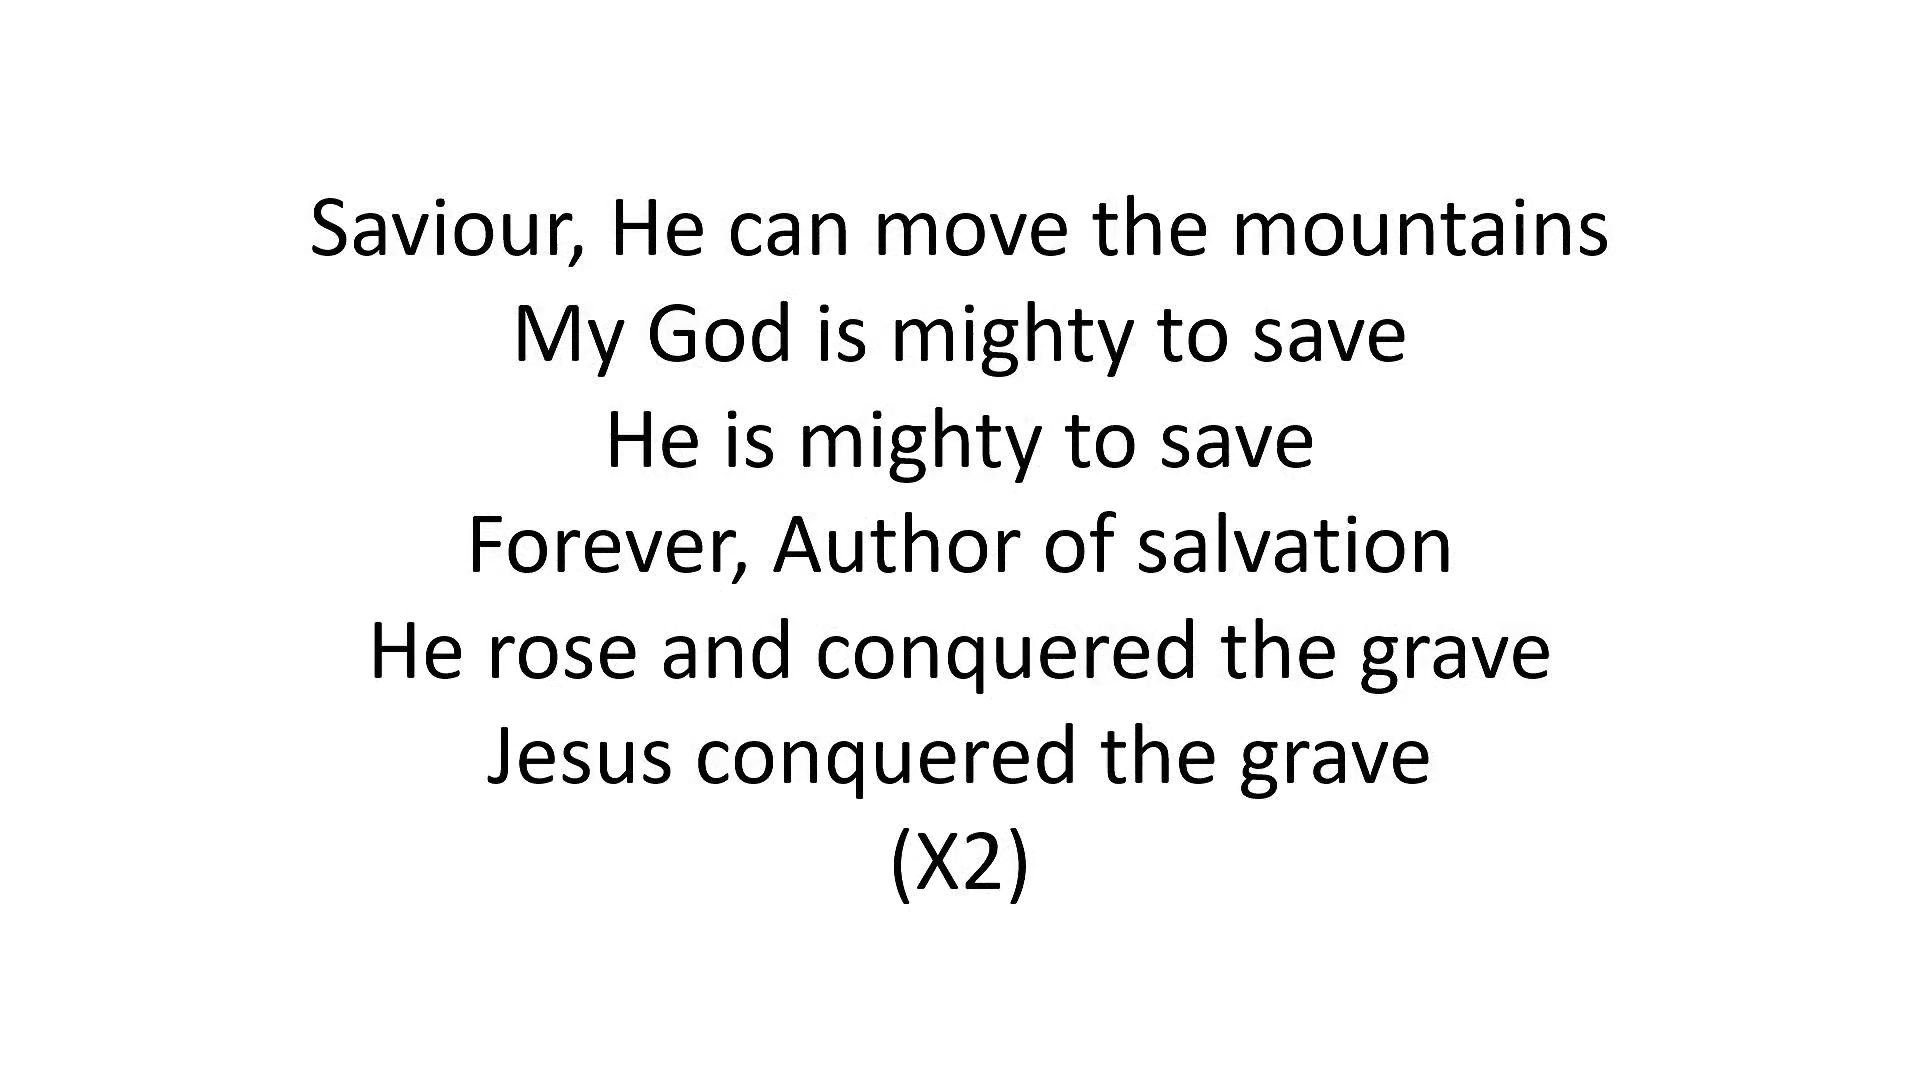 Saviour, He can move the mountains
My God is mighty to save
He is mighty to save
Forever, Author of salvation
He rose and conquered the grave
Jesus conquered the grave
(X2)